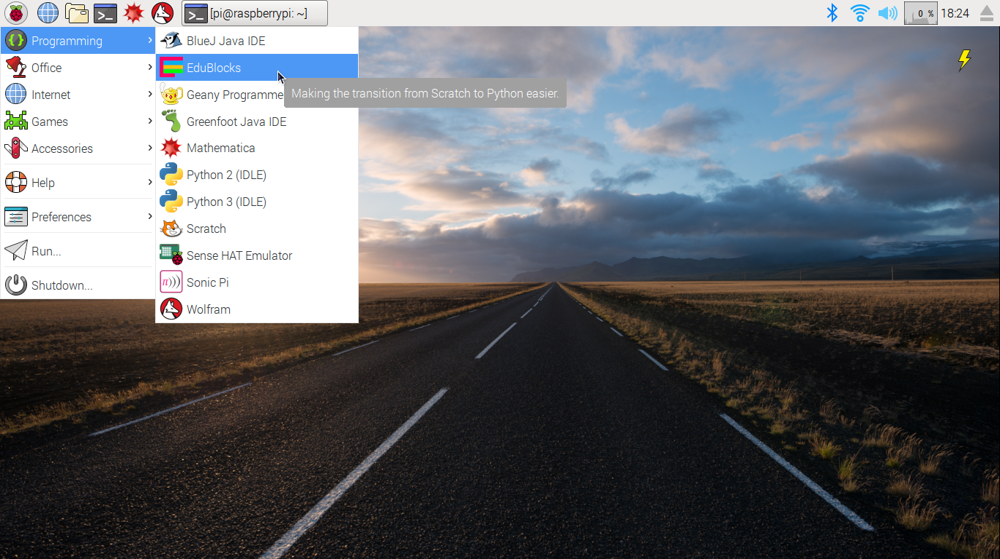 [pi@raspberrypi: ~]
0 %
18:24
Programming
Office
Internet
Games
Accessories
Help
Preferences
Run...
Shutdown...
BlueJ Java IDE
EduBlocks
Geany Programme
Greenfoot Java IDE
Mathematica
Python 2 (IDLE)
Python 3 (IDLE)
Scratch
Sense HAT Emulator
Sonic Pi
Wolfram
Making the transition from Scratch to Python easier.